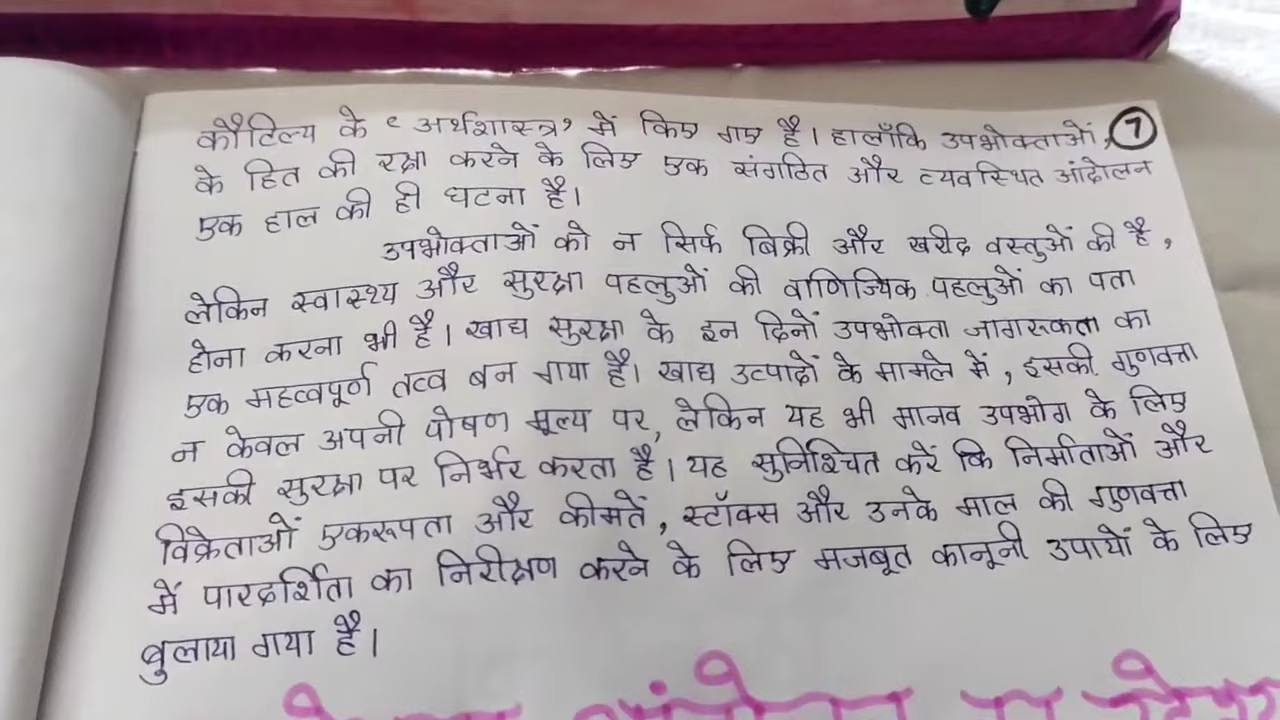 कौटिल्य के ‘अर्थशास्त्र’ में किए गए है। हालाँकि उपभोक्ताओं 7
के हित की रक्षा करने के लिए एक संगठित और व्यवस्थित आंदोलन
एक हाल की ही घटना है।
उपभोक्ताओं को न सिर्फ बिक्री और खरीद वस्तुओं की है,
लेकिन स्वास्थ्य और सुरक्षा पहलुओं की वाणिज्यिक पहलुओं का पता
होना करना भी है। खाद्य सुरक्षा के इन दिनों उपभोक्ता जागरूकता का
एक महत्वपूर्ण तत्व बन गया है। खाद्य उत्पादों के मामले में, इसकी गुणवत्ता
न केवल अपनी पोषण मूल्य पर, लेकिन यह भी मानव उपभोग के लिए
इसकी सुरक्षा पर निर्भर करता है। यह सुनिश्चित करें कि निर्माताओं और
विक्रेताओं एकरूपता और कीमतें, स्टॉक्स और उनके माल की गुणवत्ता
में पारदर्शिता का निरीक्षण करने के लिए मजबूत कानूनी उपायों के लिए
बुलाया गया है।